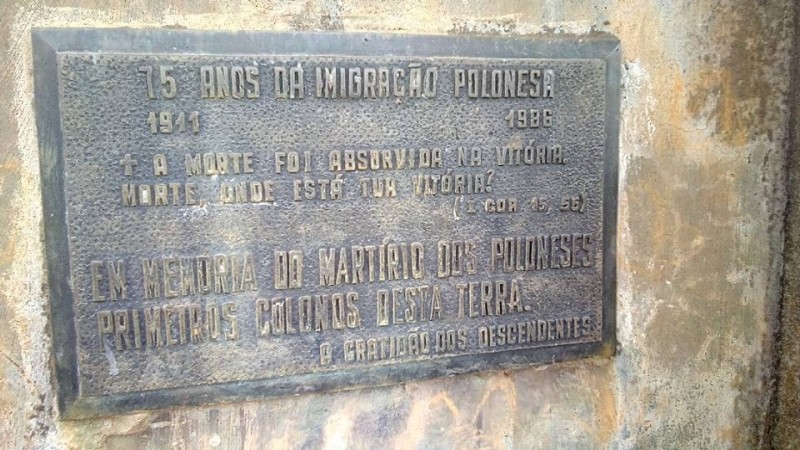 75 ANOS DA IMIGRAÇÃO POLONESA
1911 1986
+ A MORTE FOI ABSORVIDA NA VITÓRIA.
MORTE, ONDE ESTÁ TUA VITÓRIA?
(I COR 15, 55)
EM MEMORIA DO MARTÍRIO DOS POLONESES
PRIMEIROS COLONOS DESTA TERRA.
A GRATIDÃO DOS DESCENDENTES